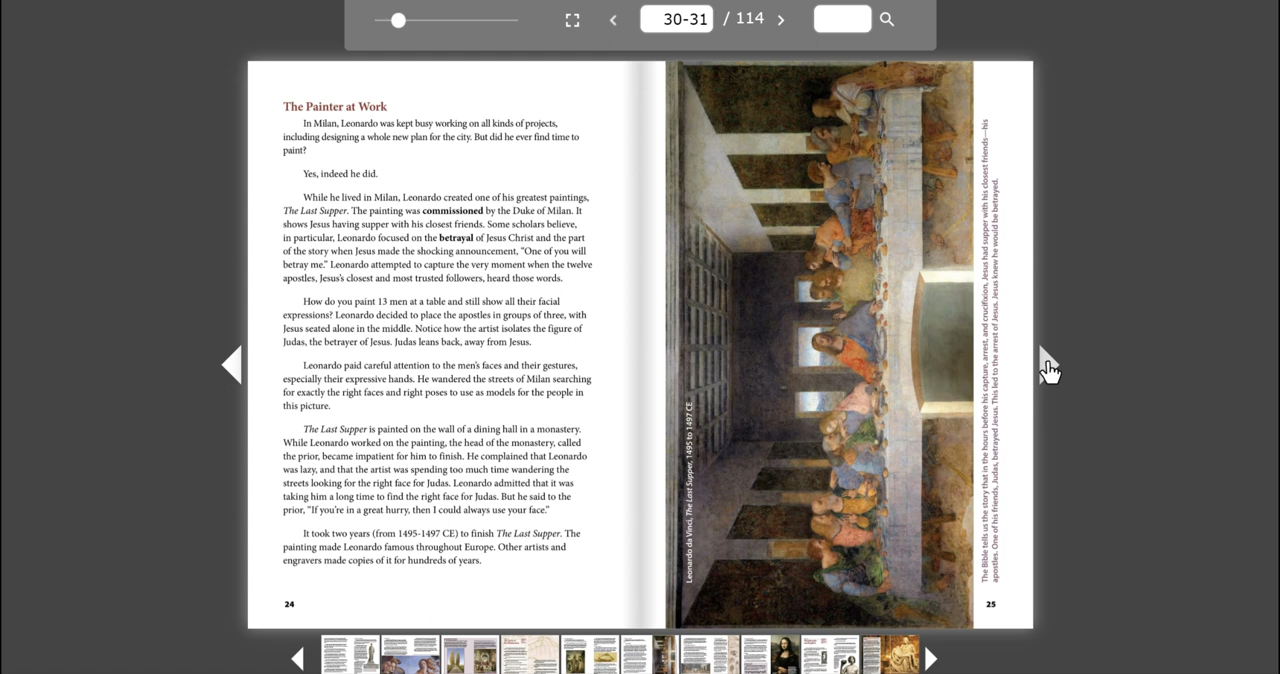 30-31 / 114
The Painter at Work
In Milan, Leonardo was kept busy working on all kinds of projects,
including designing a whole new plan for the city. But did he ever find time to
paint?
Yes, indeed he did.
While he lived in Milan, Leonardo created one of his greatest paintings,
The Last Supper. The painting was commissioned by the Duke of Milan. It
shows Jesus having supper with his closest friends. Some scholars believe,
in particular, Leonardo focused on the betrayal of Jesus Christ and the part
of the story when Jesus made the shocking announcement, “One of you will
betray me.” Leonardo attempted to capture the very moment when the twelve
apostles, Jesus’s closest and most trusted followers, heard those words.
How do you paint 13 men at a table and still show all their facial
expressions? Leonardo decided to place the apostles in groups of three, with
Jesus seated alone in the middle. Notice how the artist isolates the figure of
Judas, the betrayer of Jesus. Judas leans back, away from Jesus.
Leonardo paid careful attention to the men’s faces and their gestures,
especially their expressive hands. He wandered the streets of Milan searching
for exactly the right faces and right poses to use as models for the people in
this picture.
The Last Supper is painted on the wall of a dining hall in a monastery.
While Leonardo worked on the painting, the head of the monastery, called
the prior, became impatient for him to finish. He complained that Leonardo
was lazy, and that the artist was spending too much time wandering the
streets looking for the right face for Judas. Leonardo admitted that it was
taking him a long time to find the right face for Judas. But he said to the
prior, “If you’re in a great hurry, then I could always use your face.”
It took two years (from 1495-1497 CE) to finish The Last Supper. The
painting made Leonardo famous throughout Europe. Other artists and
engravers made copies of it for hundreds of years.
24
Leonardo da Vinci, The Last Supper, 1495 to 1497 CE
The Bible tells us the story that in the hours before his capture, arrest, and crucifixion, Jesus had supper with his closest friends—his
apostles. One of his friends, Judas, betrayed Jesus. This led to the arrest of Jesus. Jesus knew he would be betrayed.
25